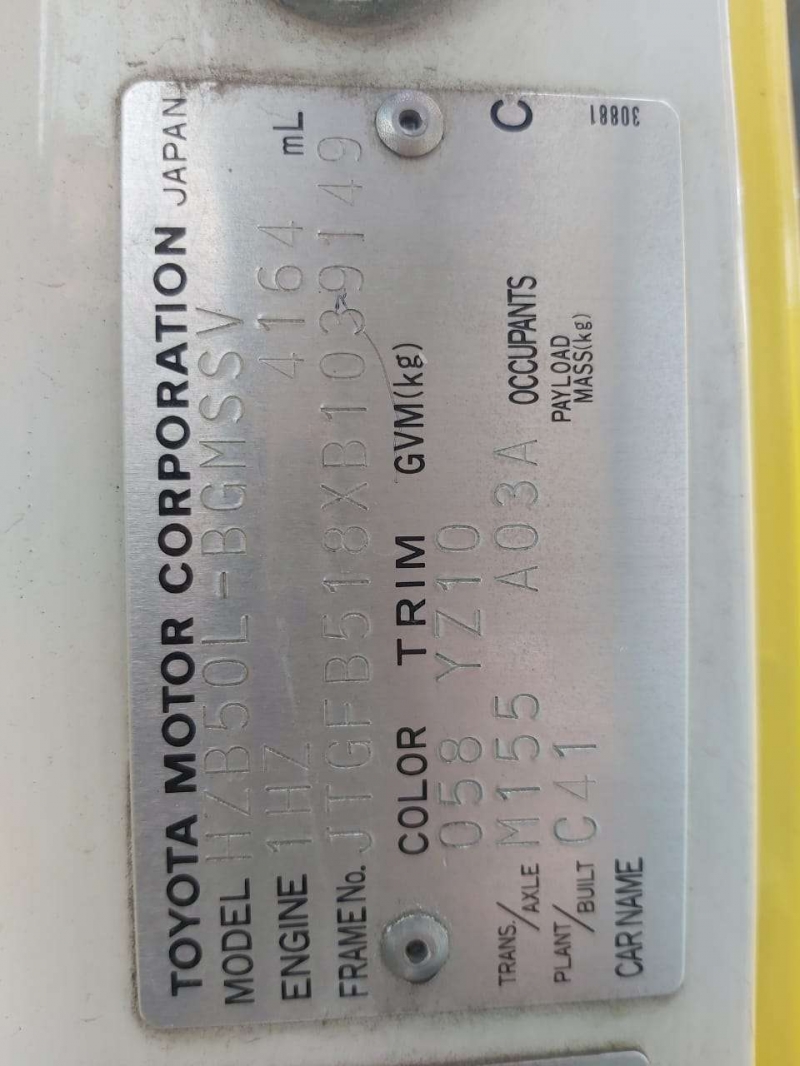 TOYOTA MOTOR CORPORATION JAPAN
MODEL HZB50L-BGMSSV
ENGINE 1HZ 4164 mL
FRAME No. JTGFB518XB1039149
COLOR TRIM GVM(kg)
058 YZ10
TRANS./AXLE M155 A03A OCCUPANTS C
PLANT/BUILT C41 PAYLOAD MASS(kg)
CAR NAME
30881